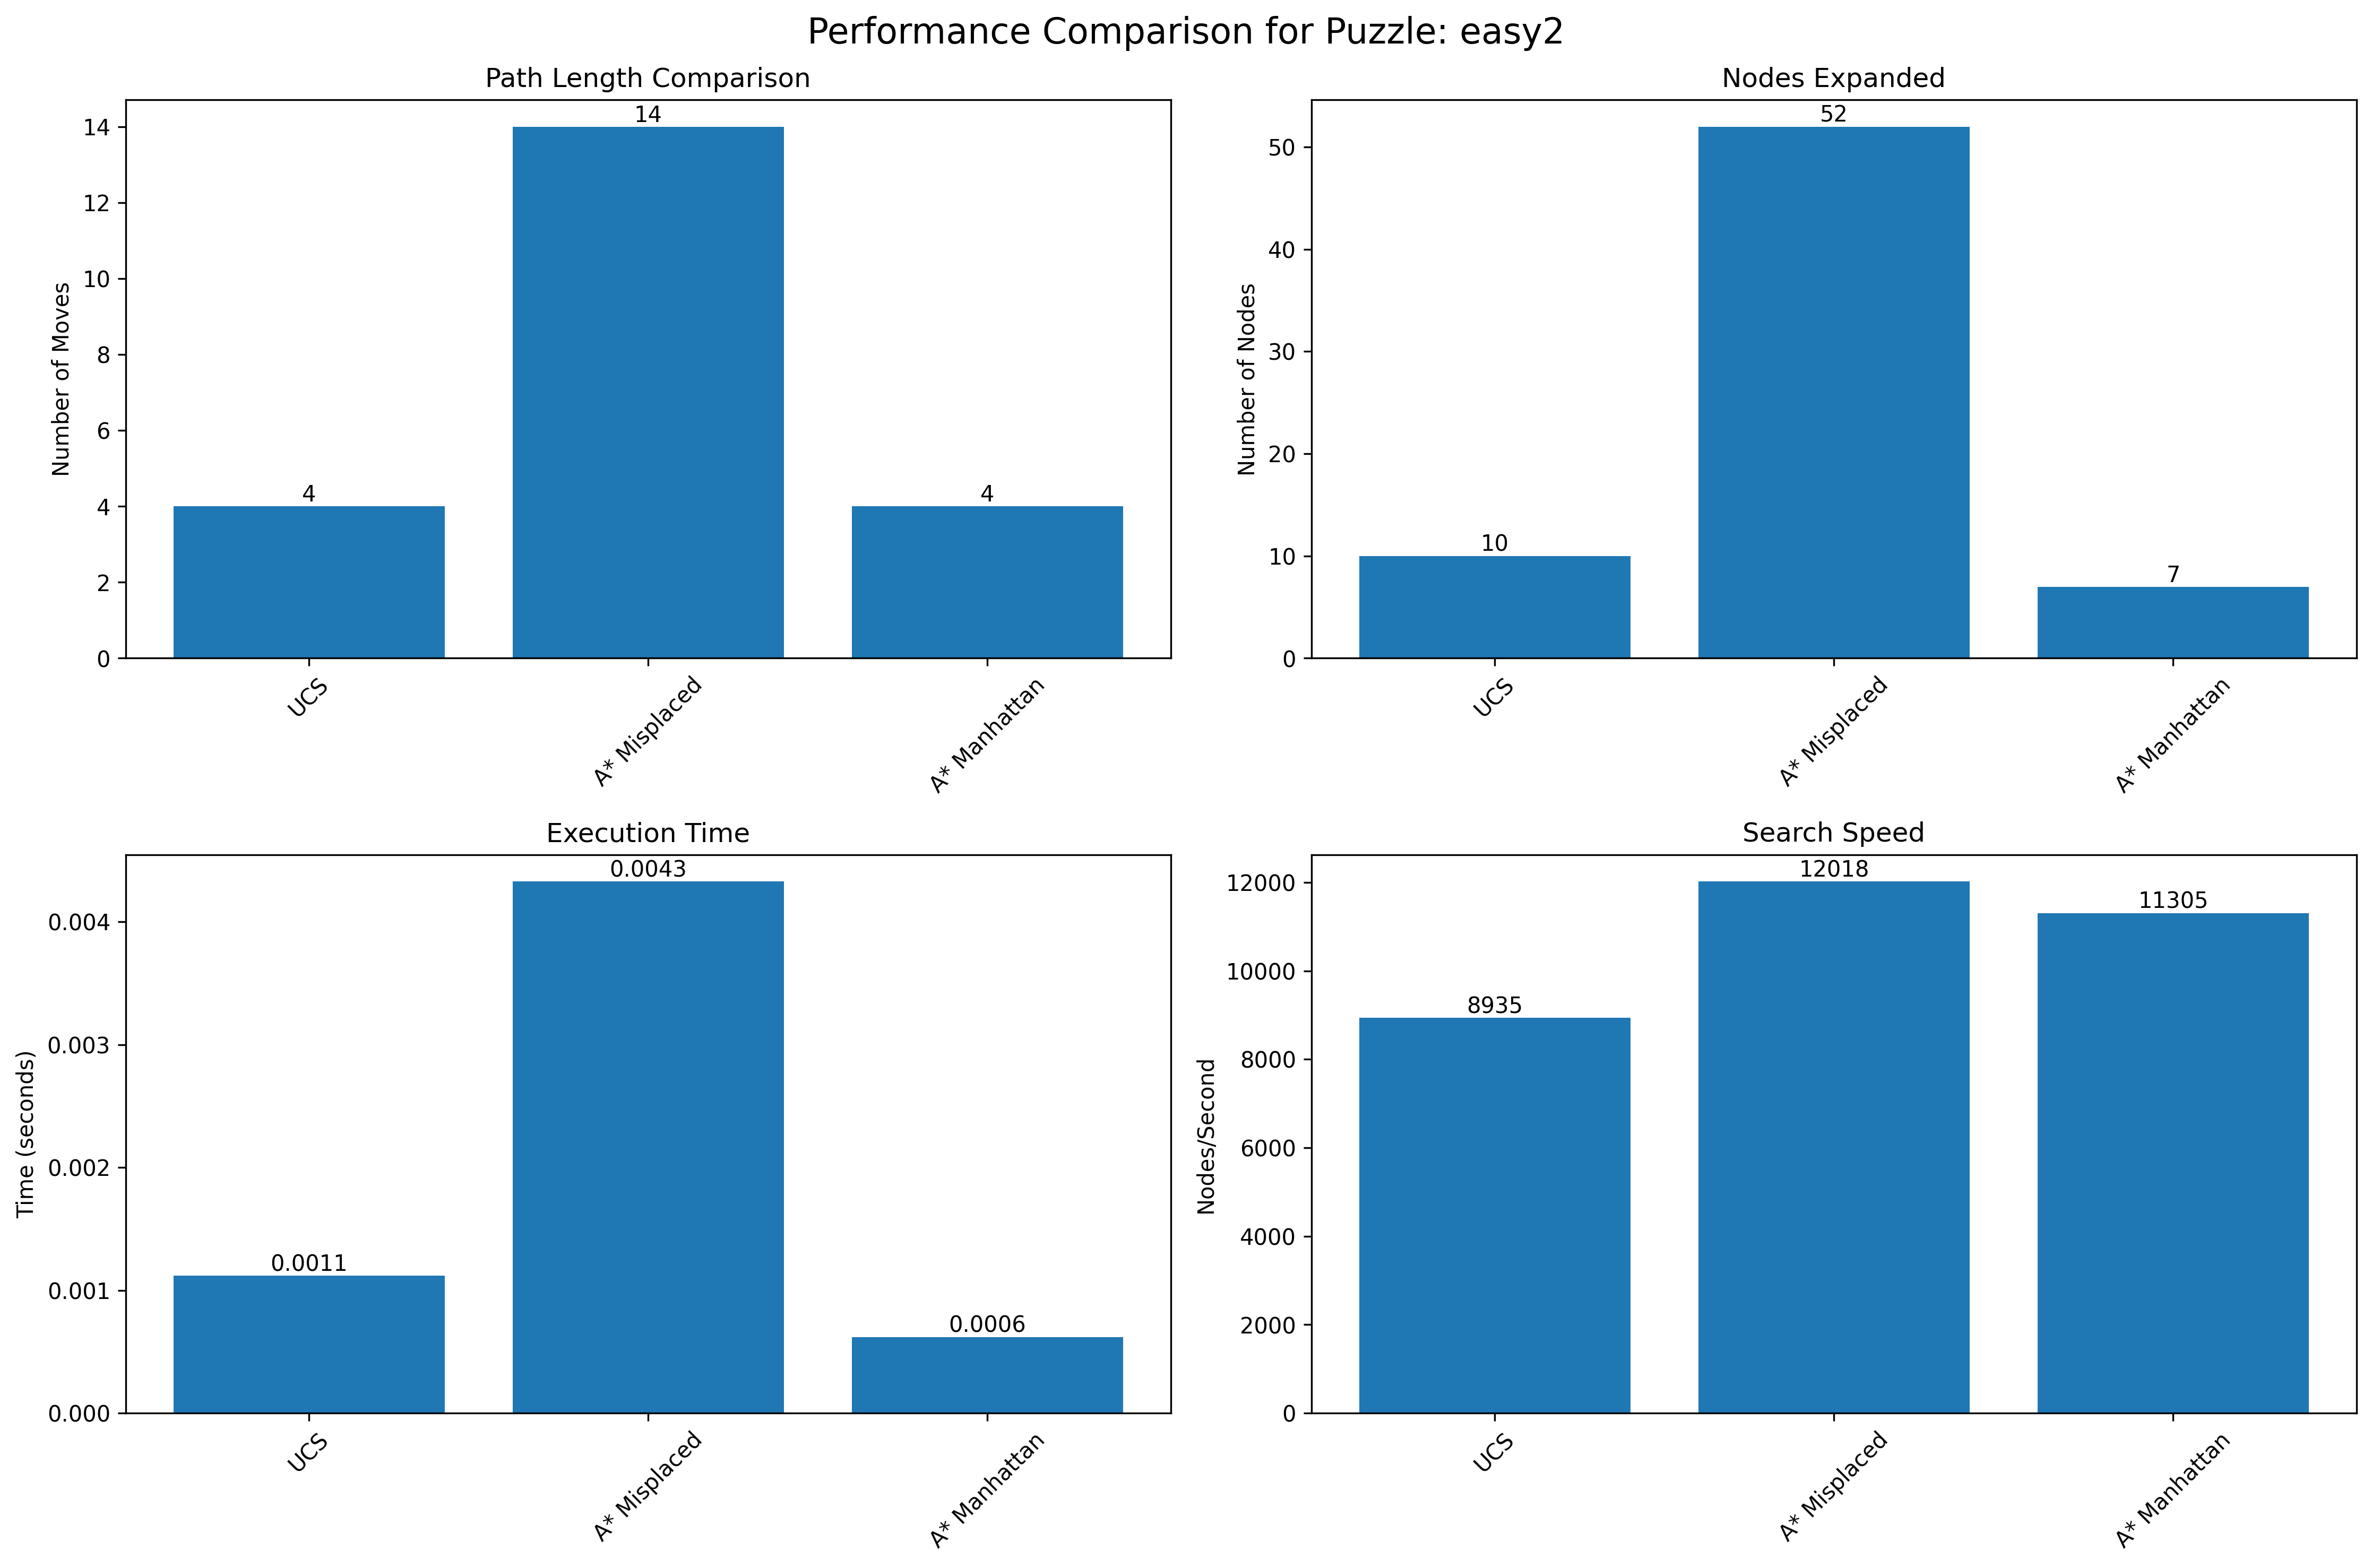 Performance Comparison for Puzzle: easy2
Path Length Comparison
Number of Moves
14
12
10
8
6
4
2
0
4
14
4
UCS
A* Misplaced
A* Manhattan
Nodes Expanded
Number of Nodes
50
40
30
20
10
0
10
52
7
UCS
A* Misplaced
A* Manhattan
Execution Time
Time (seconds)
0.004
0.003
0.002
0.001
0.000
0.0011
0.0043
0.0006
UCS
A* Misplaced
A* Manhattan
Search Speed
Nodes/Second
12000
10000
8000
6000
4000
2000
0
8935
12018
11305
UCS
A* Misplaced
A* Manhattan